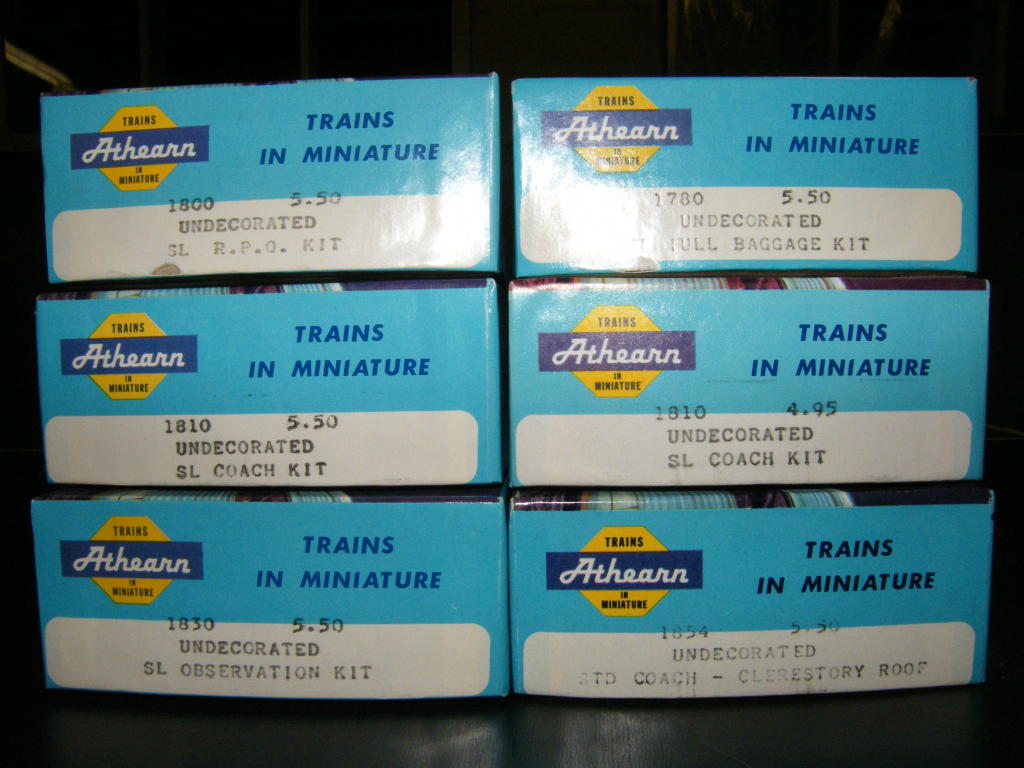 TRAINS
Athearn
IN
MINIATURE
TRAINS
IN MINIATURE
1800 5.50
UNDECORATED
SL R.P.O. KIT
TRAINS
Athearn
IN
MINIATURE
TRAINS
IN MINIATURE
1780 5.50
UNDECORATED
BAGGAGE KIT
TRAINS
Athearn
IN
MINIATURE
TRAINS
IN MINIATURE
1810 5.50
UNDECORATED
SL COACH KIT
TRAINS
Athearn
IN
MINIATURE
TRAINS
IN MINIATURE
1810 4.95
UNDECORATED
SL COACH KIT
TRAINS
Athearn
IN
MINIATURE
TRAINS
IN MINIATURE
1830 5.50
UNDECORATED
SL OBSERVATION KIT
TRAINS
Athearn
IN
MINIATURE
TRAINS
IN MINIATURE
1854 5.50
UNDECORATED
STD COACH - CLERESTORY ROOF